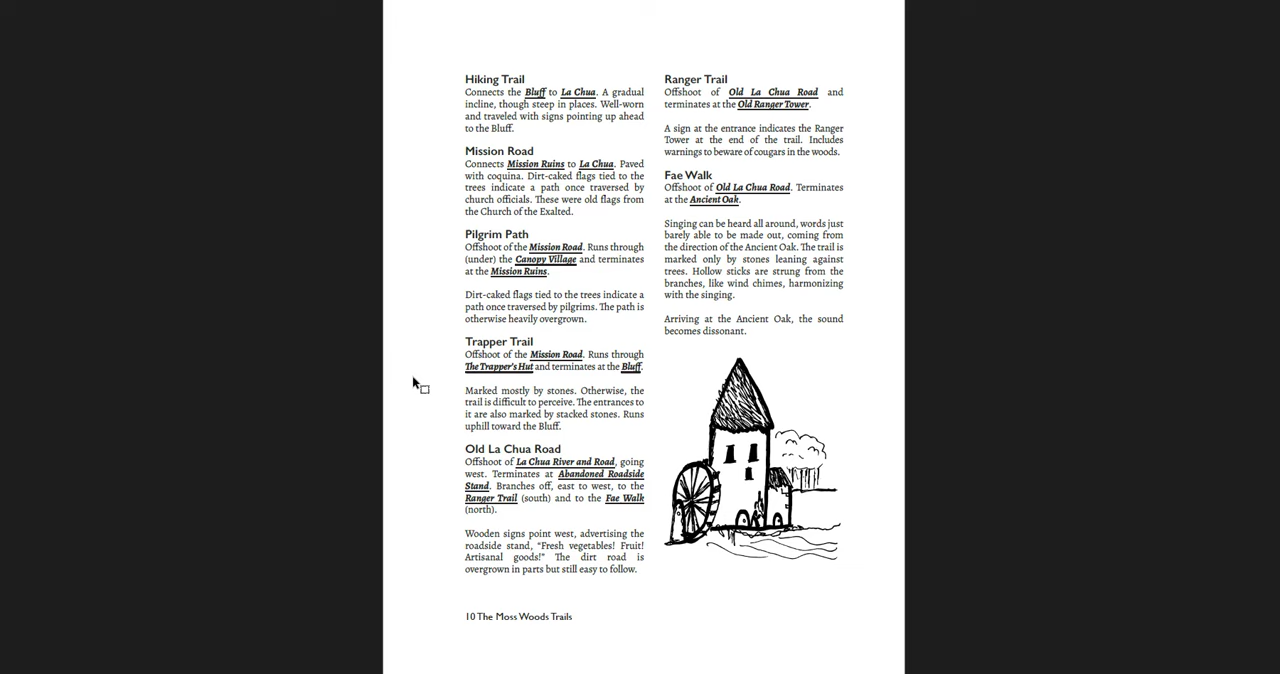 Hiking Trail
Connects the Bluff to La Chua. A gradual
incline, though steep in places. Well-worn
and traveled with signs pointing up ahead
to the Bluff.
Mission Road
Connects Mission Ruins to La Chua. Paved
with coquina. Dirt-caked flags tied to the
trees indicate a path once traversed by
church officials. These were old flags from
the Church of the Exalted.
Pilgrim Path
Offshoot of the Mission Road. Runs through
(under) the Canopy Village and terminates
at the Mission Ruins.
Dirt-caked flags tied to the trees indicate a
path once traversed by pilgrims. The path is
otherwise heavily overgrown.
Trapper Trail
Offshoot of the Mission Road. Runs through
The Trapper's Hut and terminates at the Bluff.
Marked mostly by stones. Otherwise, the
trail is difficult to perceive. The entrances to
it are also marked by stacked stones. Runs
uphill toward the Bluff.
Old La Chua Road
Offshoot of La Chua River and Road, going
west. Terminates at Abandoned Roadside
Stand. Branches off, east to west, to the
Ranger Trail (south) and to the Fae Walk
(north).
Wooden signs point west, advertising the
roadside stand, "Fresh vegetables! Fruit!
Artisanal goods!" The dirt road is
overgrown in parts but still easy to follow.
Ranger Trail
Offshoot of Old La Chua Road and
terminates at the Old Ranger Tower.
A sign at the entrance indicates the Ranger
Tower at the end of the trail. Includes
warnings to beware of cougars in the woods.
Fae Walk
Offshoot of Old La Chua Road. Terminates
at the Ancient Oak.
Singing can be heard all around, words just
barely able to be made out, coming from
the direction of the Ancient Oak. The trail is
marked only by stones leaning against
trees. Hollow sticks are strung from the
branches, like wind chimes, harmonizing
with the singing.
Arriving at the Ancient Oak, the sound
becomes dissonant.
10 The Moss Woods Trails